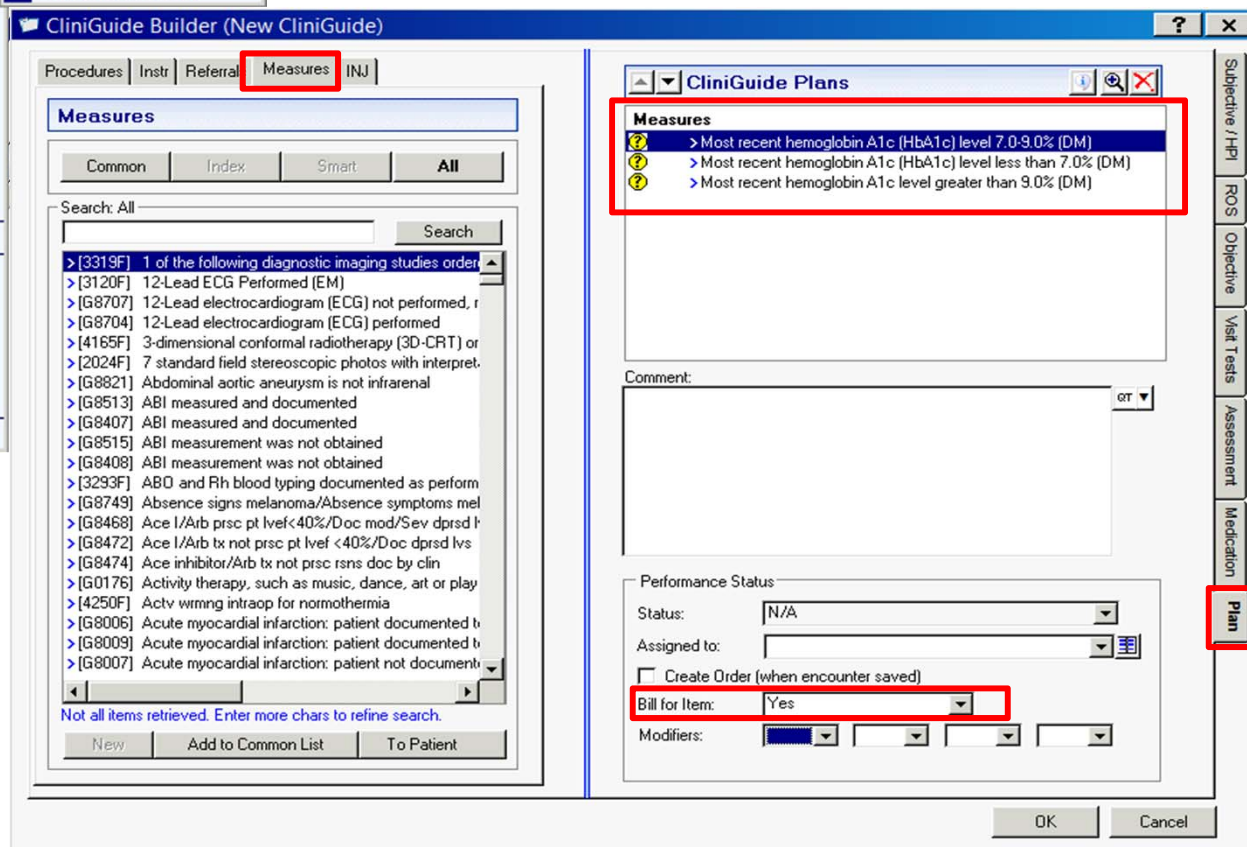 CliniGuide Builder (New CliniGuide)
?
×
Procedures
Instr
Referral
Measures
INJ
Measures
Common
Index
Smart
All
Search: All
Search
>[3319F] 1 of the following diagnostic imaging studies order
>[3120F] 12-Lead ECG Performed (EM)
>[G8707] 12-Lead electrocardiogram (ECG) not performed, r
>[G8704] 12-Lead electrocardiogram (ECG) performed
>[4165F] 3-dimensional conformal radiotherapy (3D-CRT) or
>[2024F] 7 standard field stereoscopic photos with interpret
>[G8821] Abdominal aortic aneurysm is not infrarenal
>[G8513] ABI measured and documented
>[G8407] ABI measured and documented
>[G8515] ABI measurement was not obtained
>[G8408] ABI measurement was not obtained
>[3293F] ABO and Rh blood typing documented as perform
>[G8749] Absence signs melanoma/Absence symptoms mel
>[G8468] Ace I/Arb prsc pt lvef<40%/Doc mod/Sev dprsd
>[G8472] Ace I/Arb tx not prsc pt lvef <40%/Doc dprsd lvs
>[G8474] Ace inhibitor/Arb tx not prsc rsns doc by clin
>[G0176] Activity therapy, such as music, dance, art or play
>[4250F] Actv wrmng intraop for normothermia
>[G8006] Acute myocardial infarction: patient documented t
>[G8009] Acute myocardial infarction: patient documented t
>[G8007] Acute myocardial infarction: patient not document
Not all items retrieved. Enter more chars to refine search.
New
Add to Common List
To Patient
CliniGuide Plans
Measures
? >Most recent hemoglobin A1c (HbA1c) level 7.0-9.0% (DM)
? >Most recent hemoglobin A1c (HbA1c) level less than 7.0% (DM)
? >Most recent hemoglobin A1c level greater than 9.0% (DM)
Comment:
QT
Performance Status
Status: N/A
Assigned to:
Create Order (when encounter saved)
Bill for Item: Yes
Modifiers:
OK
Cancel
Subjective / HPI
ROS
Objective
Visit Tests
Assessment
Medication
Plan